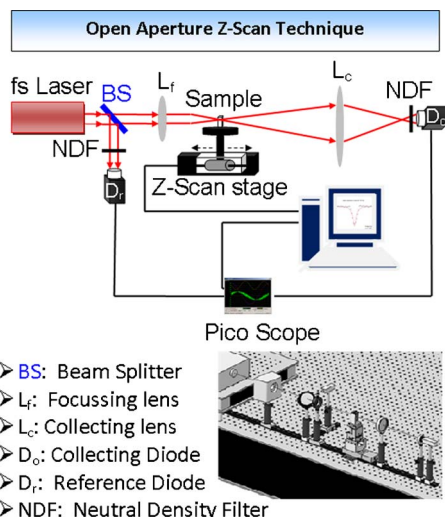 Open Aperture Z-Scan Technique
fs Laser
BS
Lf
Sample
Lc
NDF
Do
NDF
Dr
Z-Scan stage
Pico Scope
➢ BS: Beam Splitter
➢ Lf: Focussing lens
➢ Lc: Collecting lens
➢ Do: Collecting Diode
➢ Dr: Reference Diode
➢ NDF: Neutral Density Filter